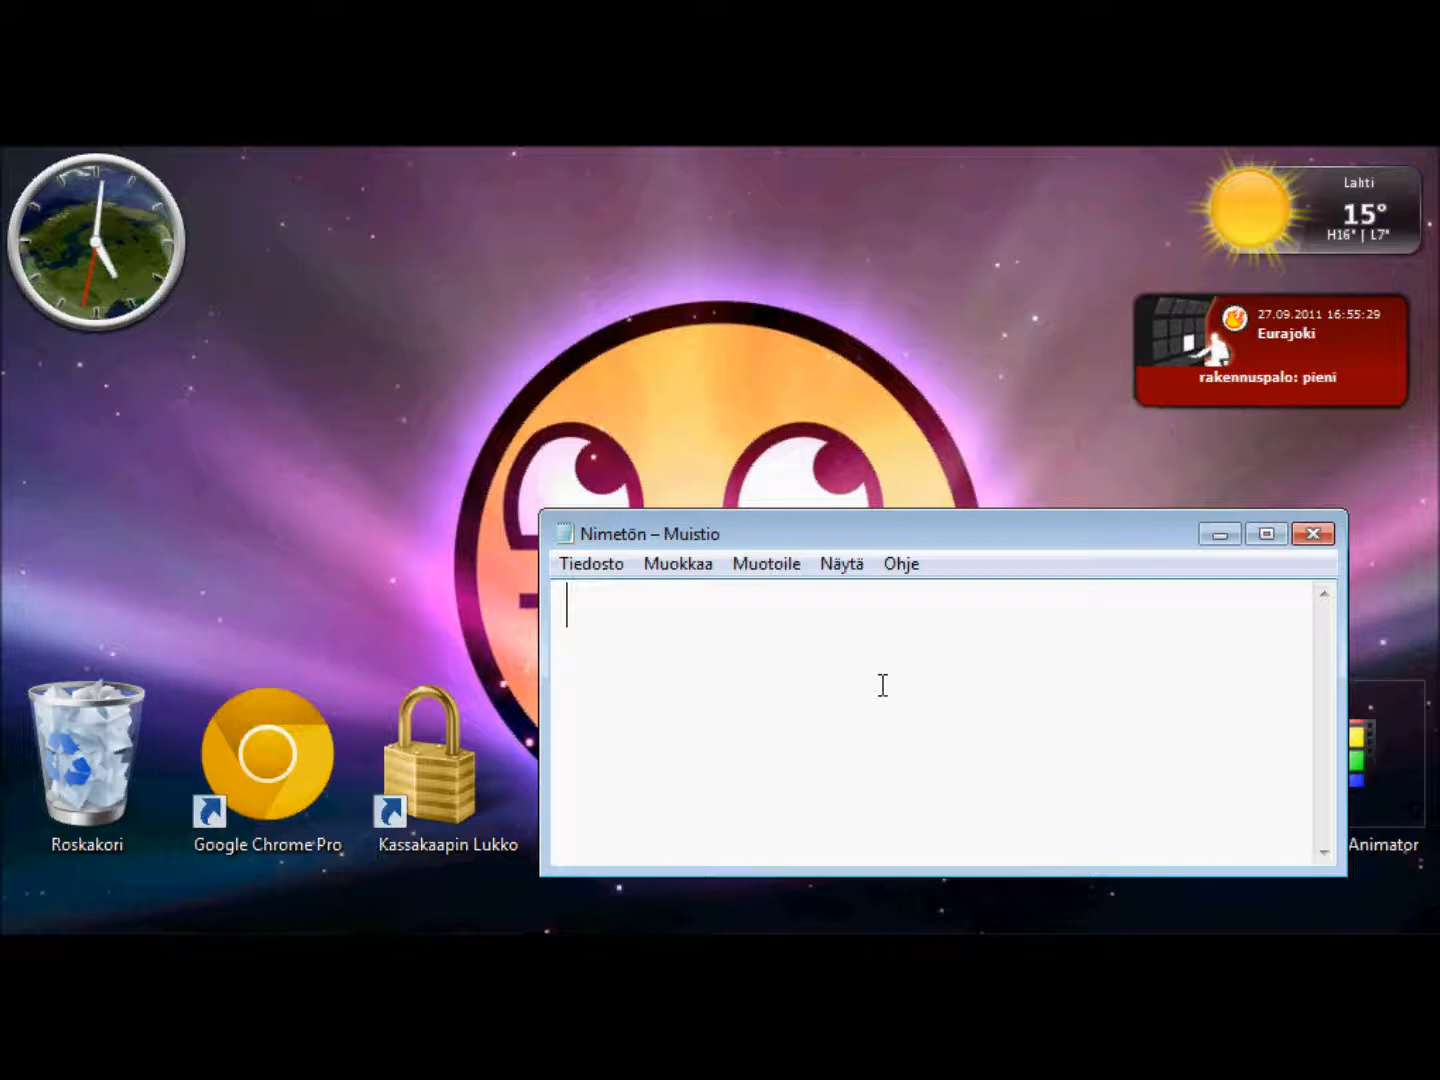 Lahti
15°
H16° | L7°
27.09.2011 16:55:29
Eurajoki
rakennuspalo: pieni
Nimetön – Muistio
Tiedosto Muokkaa Muotoile Näytä Ohje
Roskakori
Google Chrome Pro
Kassakaapin Lukko
Animator